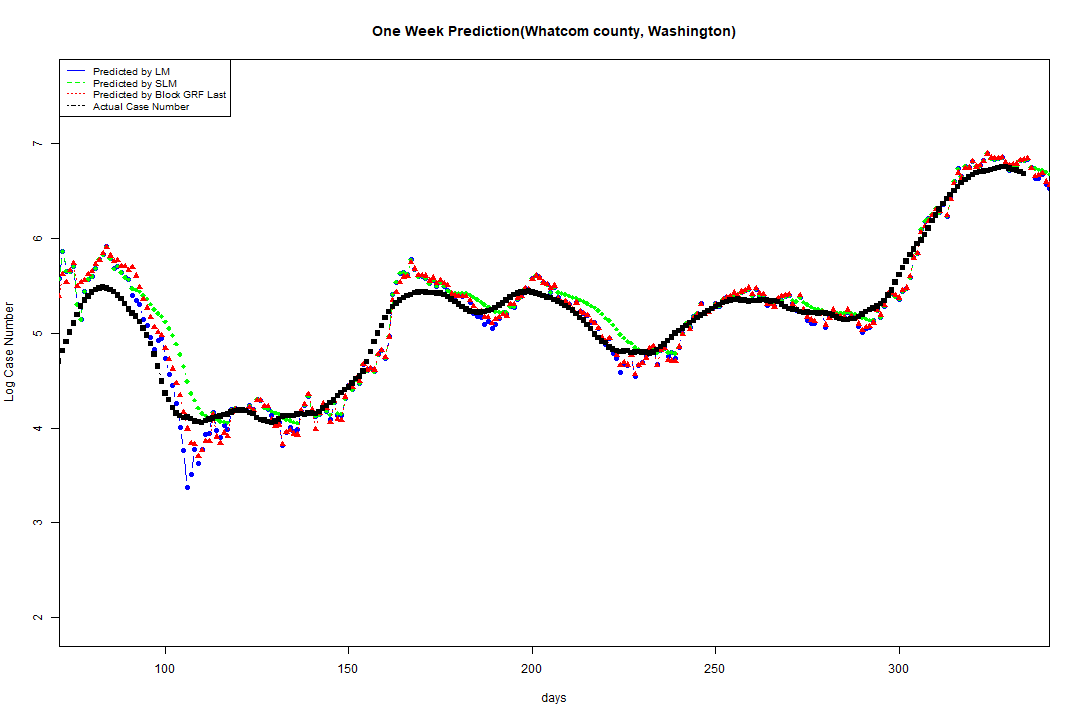 One Week Prediction(Whatcom county, Washington)
Predicted by LM
Predicted by SLM
Predicted by Block GRF Last
Actual Case Number
Log Case Number
7
6
5
4
3
2
100 150 200 250 300
days